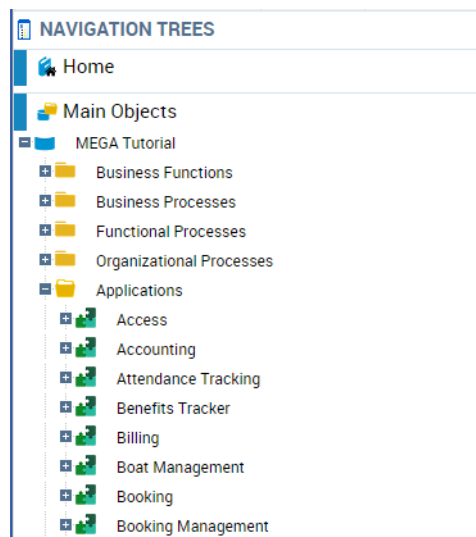 NAVIGATION TREES
Home
Main Objects
MEGA Tutorial
Business Functions
Business Processes
Functional Processes
Organizational Processes
Applications
Access
Accounting
Attendance Tracking
Benefits Tracker
Billing
Boat Management
Booking
Booking Management